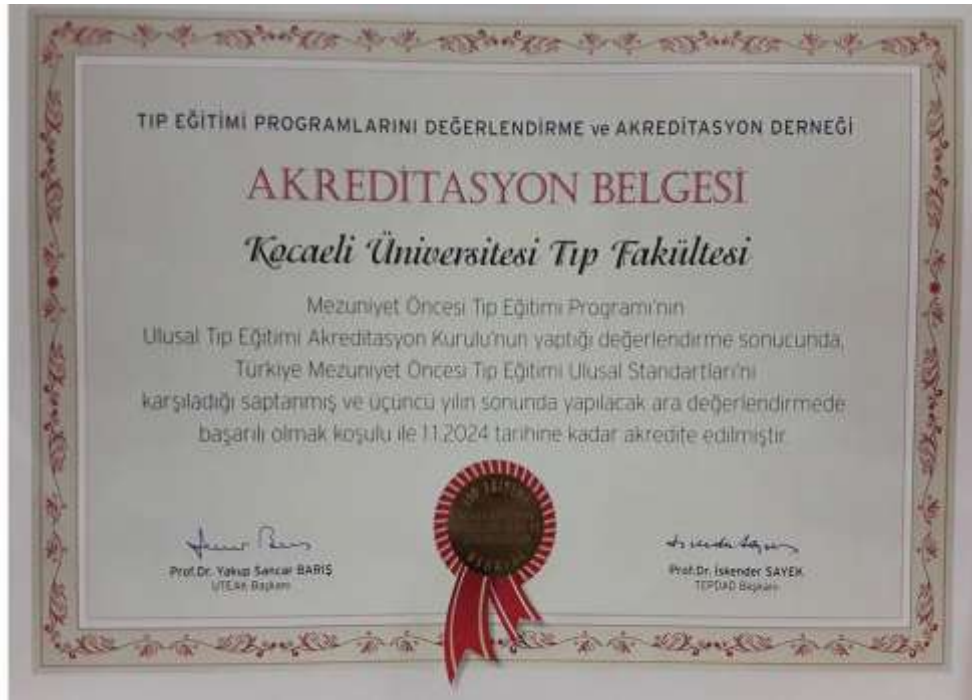 TIP EĞİTİMİ PROGRAMLARINI DEĞERLENDİRME ve AKREDİTASYON DERNEĞİ
AKREDİTASYON BELGESİ
Kocaeli Üniversitesi Tıp Fakültesi
Mezuniyet Öncesi Tıp Eğitimi Programı'nın
Ulusal Tıp Eğitimi Akreditasyon Kurulu'nun yaptığı değerlendirme sonucunda,
Türkiye Mezuniyet Öncesi Tıp Eğitimi Ulusal Standartları'nı
karşıladığı saptanmış ve üçüncü yılın sonunda yapılacak ara değerlendirmede
başarılı olmak koşulu ile 1.1.2024 tarihine kadar akredite edilmiştir.
Prof.Dr. Yakup Sancar BARIŞ
UTEAK Başkanı
Prof.Dr. İskender SAYEK
TEPDAD Başkanı